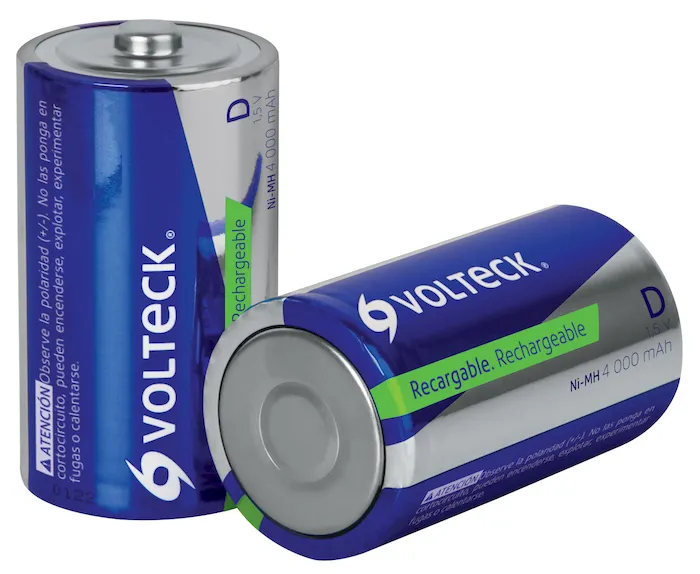 D
1,5 V
Ni-MH 4 000 mAh
Rechargeable
VOLTECK®
ATENCIÓN Observe la polaridad (+/-). No las ponga en
cortocircuito, pueden encenderse, explotar, experimentar
fugas o calentarse.
0122
VOLTECK®
Recargable. Rechargeable
D
1,5 V
Ni-MH 4 000 mAh
ATENCIÓN Observe la polaridad (+/-). No las ponga en
cortocircuito, pueden encenderse, explotar, experimentar
fugas o calentarse.